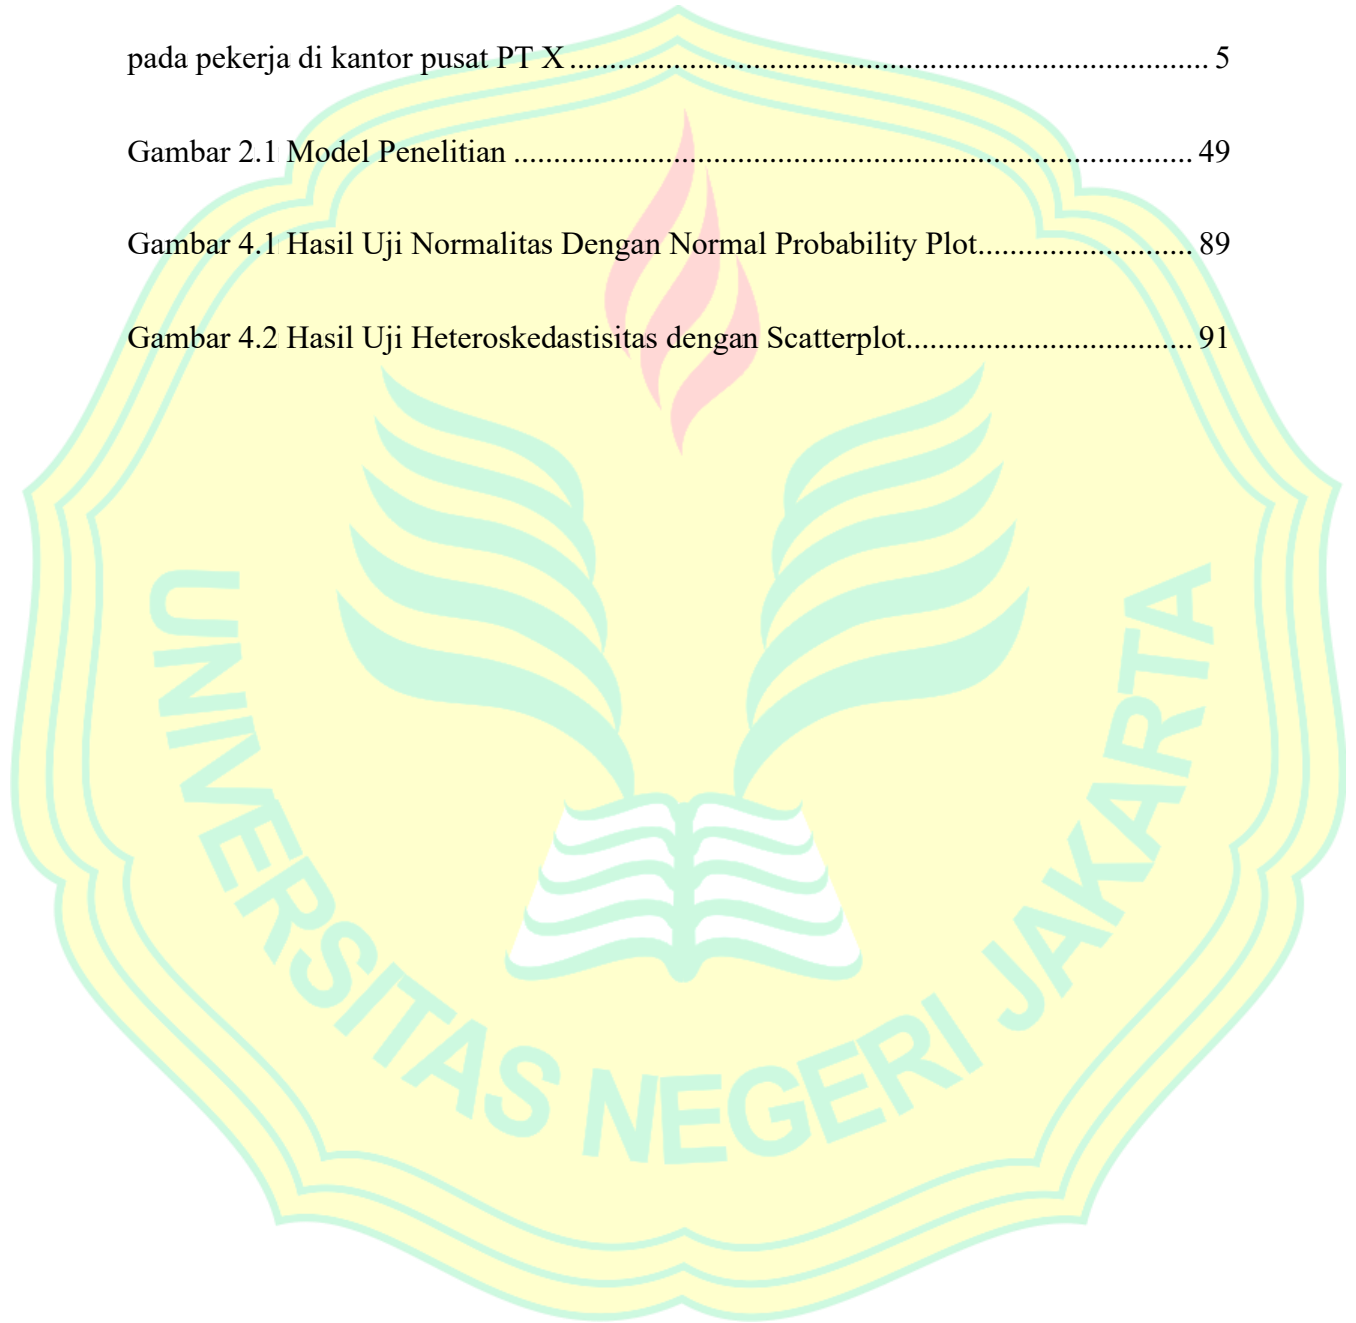 pada pekerja di kantor pusat PT X ................................................................................ 5
Gambar 2.1 Model Penelitian ..................................................................................... 49
Gambar 4.1 Hasil Uji Normalitas Dengan Normal Probability Plot........................... 89
Gambar 4.2 Hasil Uji Heteroskedastisitas dengan Scatterplot.................................... 91
UNIVERSITAS NEGERI JAKARTA